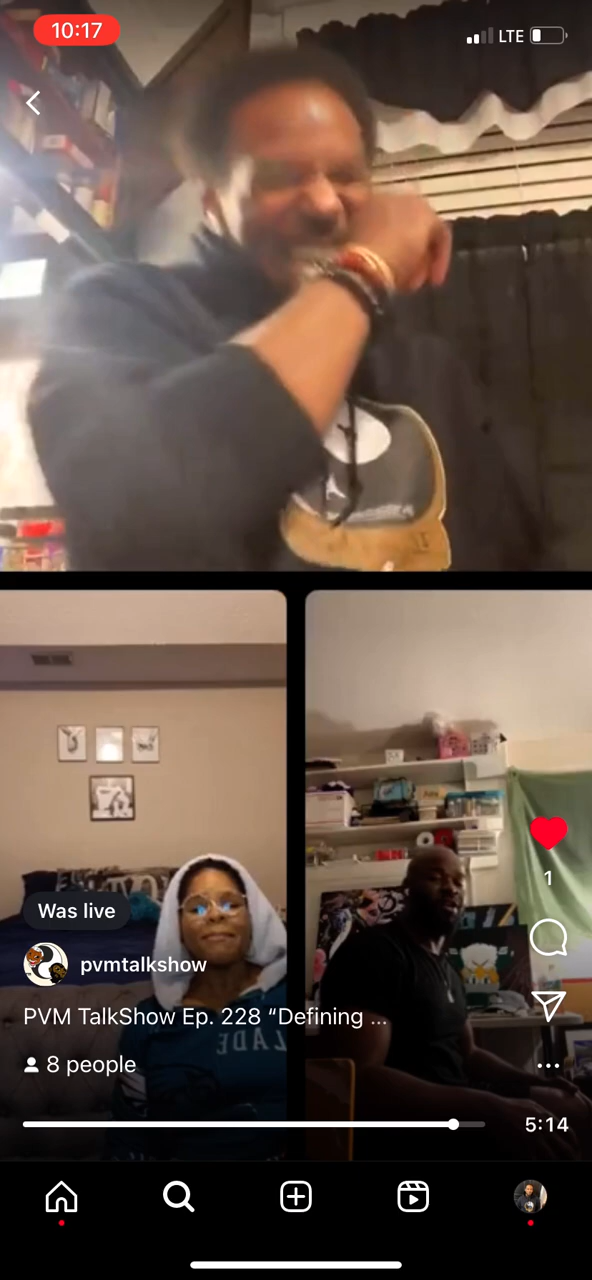 10:17
LTE
Was live
pvmtalkshow
PVM TalkShow Ep. 228 “Defining ...
8 people
1
5:14